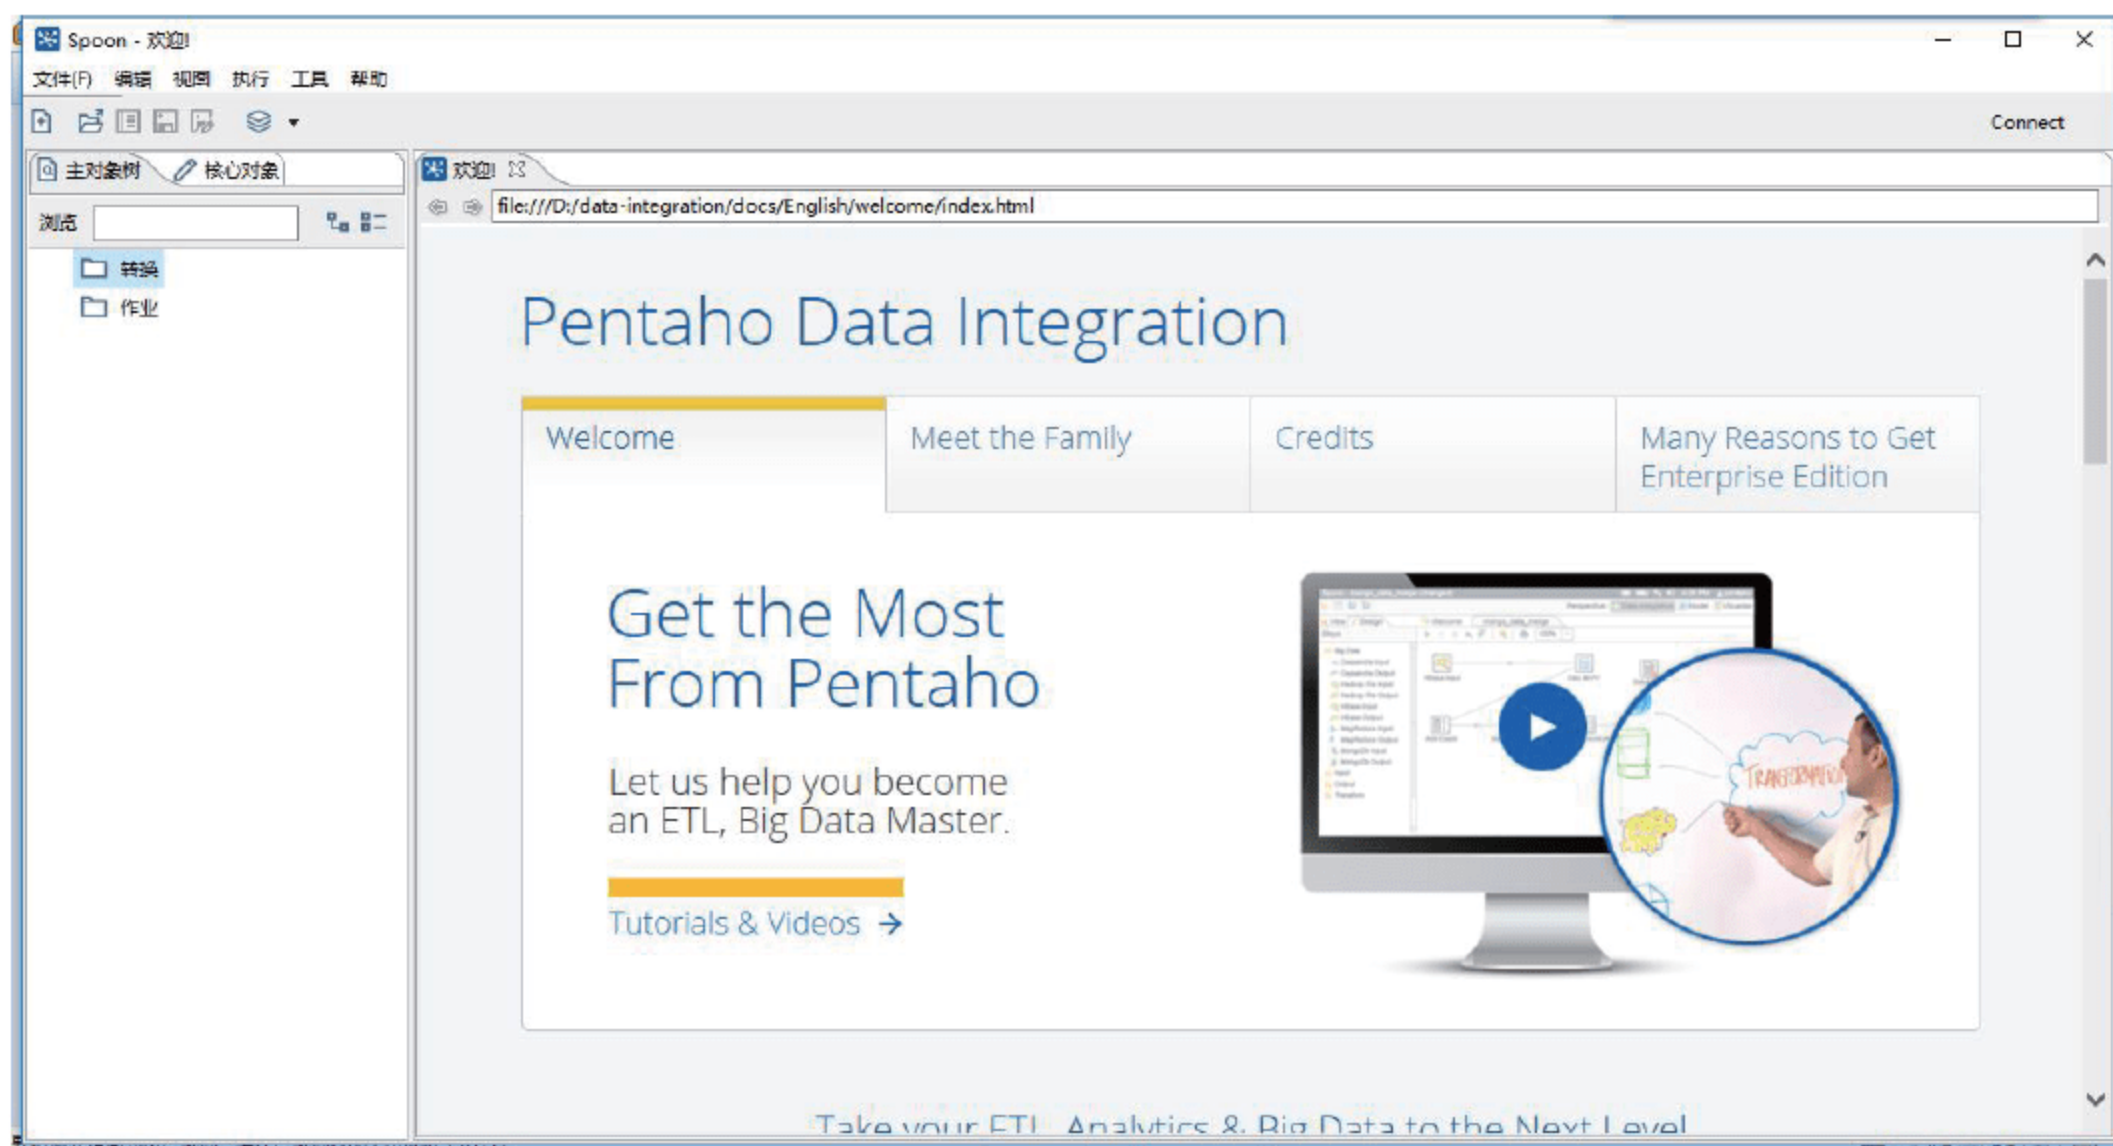 Spoon - 欢迎!
文件(F) 编辑 视图 执行 工具 帮助
Connect
主对象树 核心对象
欢迎!
浏览
file:///D:/data-integration/docs/English/welcome/index.html
转换
作业
Pentaho Data Integration
Welcome
Meet the Family
Credits
Many Reasons to Get
Enterprise Edition
Get the Most
From Pentaho
Let us help you become
an ETL, Big Data Master.
Tutorials & Videos →
Take your ETL, Analytics & Big Data to the Next Level